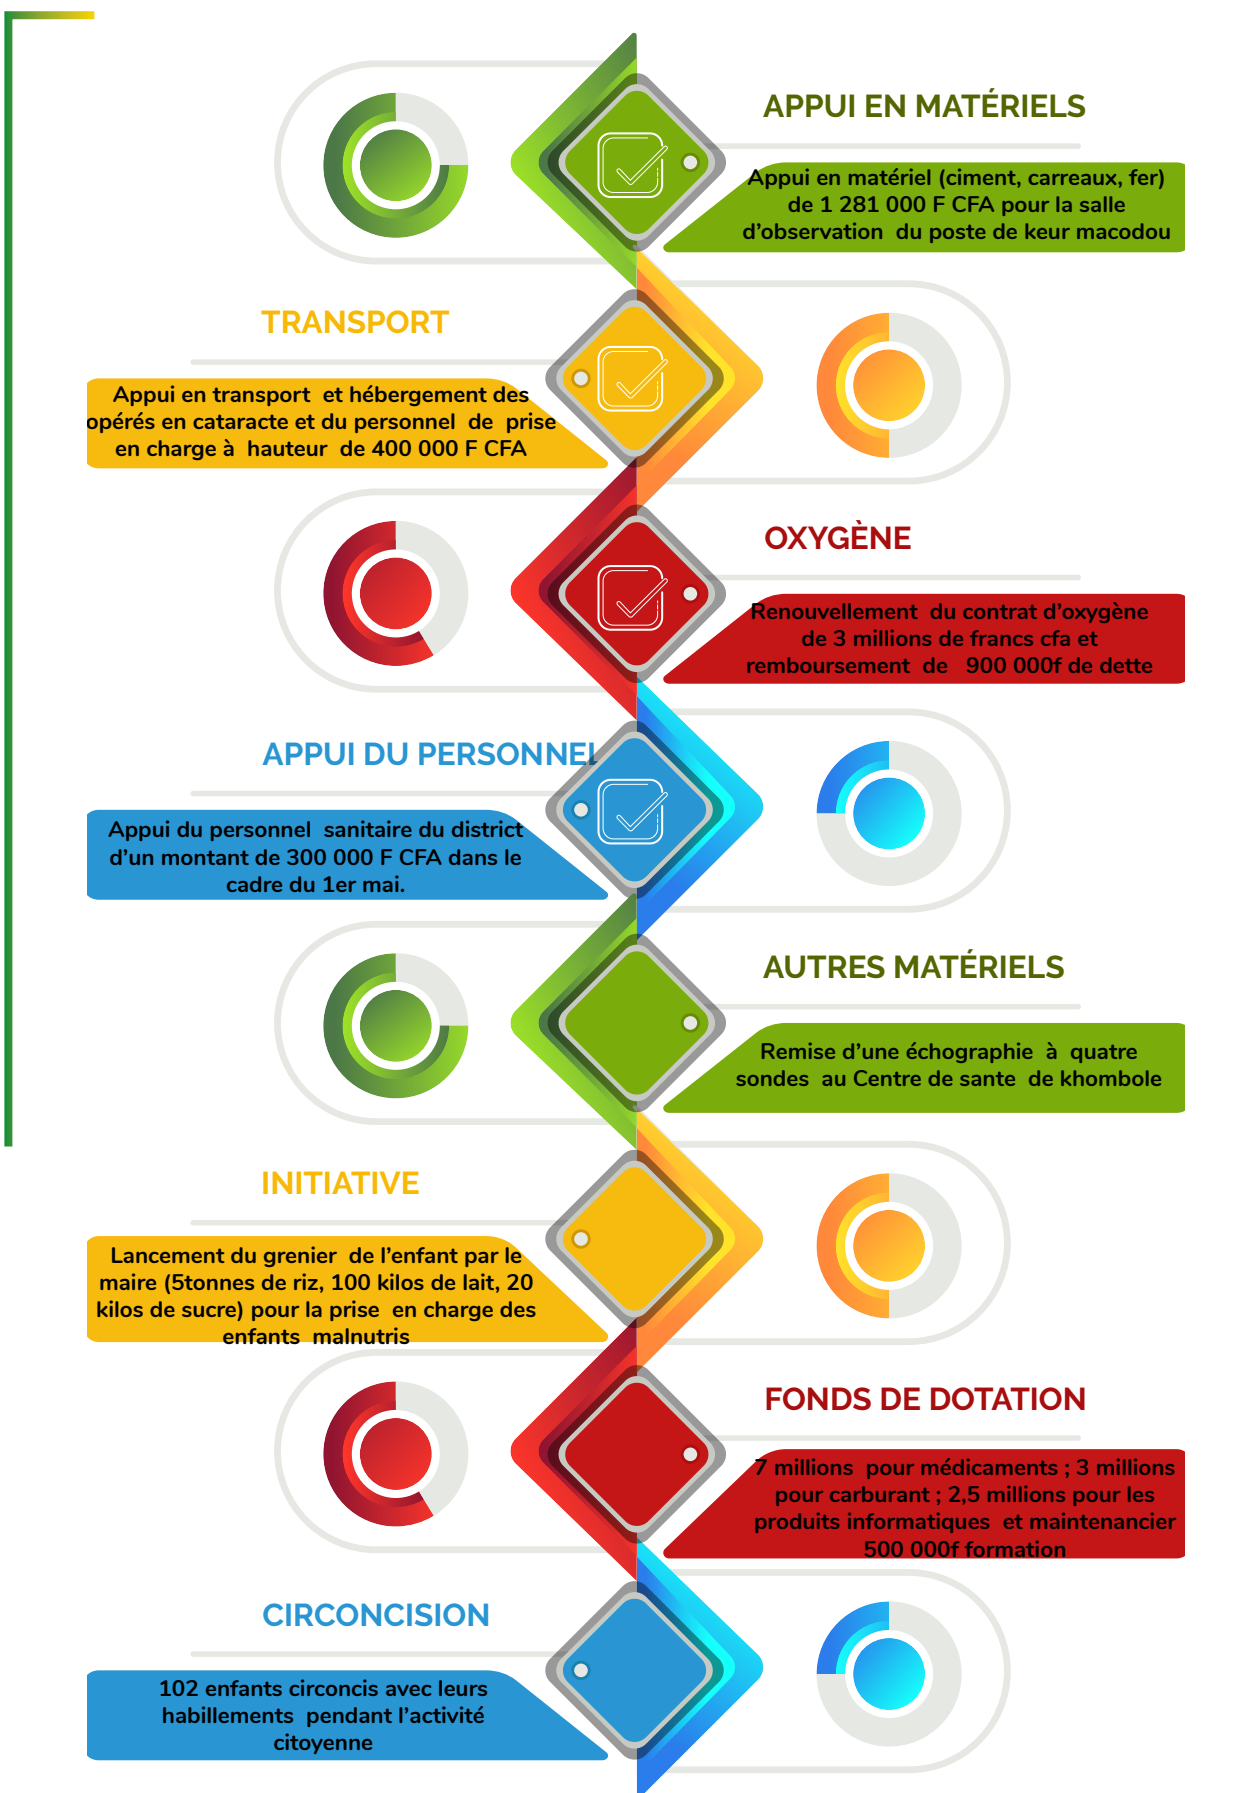 APPUI EN MATÉRIELS
Appui en matériel (ciment, carreaux, fer)
de 1 281 000 F CFA pour la salle
d’observation du poste de keur macodou
TRANSPORT
Appui en transport et hébergement des
opérés en cataracte et du personnel de prise
en charge à hauteur de 400 000 F CFA
OXYGÈNE
Renouvellement du contrat d’oxygène
de 3 millions de francs cfa et
remboursement de 900 000f de dette
APPUI DU PERSONNEL
Appui du personnel sanitaire du district
d’un montant de 300 000 F CFA dans le
cadre du 1er mai.
AUTRES MATÉRIELS
Remise d’une échographie à quatre
sondes au Centre de sante de khombole
INITIATIVE
Lancement du grenier de l’enfant par le
maire (5tonnes de riz, 100 kilos de lait, 20
kilos de sucre) pour la prise en charge des
enfants malnutris
FONDS DE DOTATION
7 millions pour médicaments ; 3 millions
pour carburant ; 2,5 millions pour les
produits informatiques et maintenancier
500 000f formation
CIRCONCISION
102 enfants circoncis avec leurs
habillements pendant l’activité
citoyenne